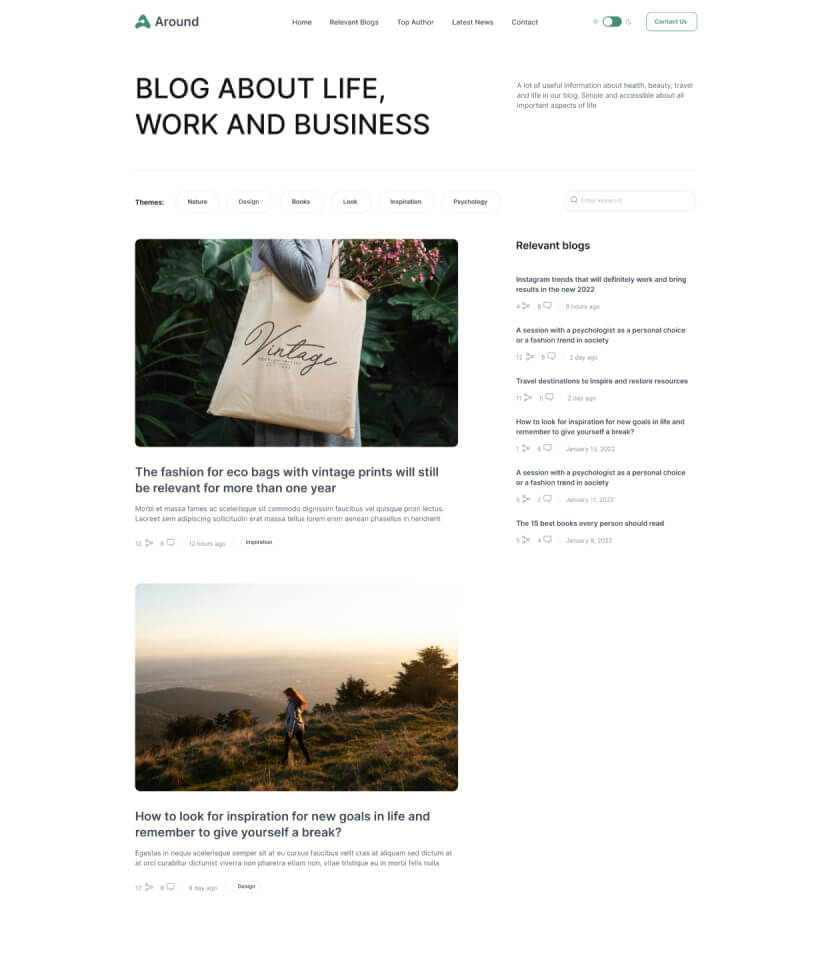 Around
Home
Relevant Blogs
Top Author
Latest News
Contact
Contact Us
BLOG ABOUT LIFE,
WORK AND BUSINESS
A lot of useful information about health, beauty, travel
and life in our blog. Simple and accessible about all
important aspects of life
Themes:
Nature
Design
Books
Look
Inspiration
Psychology
Enter keyword
Vintage
The fashion for eco bags with vintage prints will still
be relevant for more than one year
Morbi et massa fames ac scelerisque sit commodo dignissim faucibus vel quisque proin lectus.
Laoreet sem adipiscing sollicitudin erat massa tellus lorem enim aenean phasellus in hendrerit
12 8 12 hours ago Inspiration
How to look for inspiration for new goals in life and
remember to give yourself a break?
Egestas in neque scelerisque semper sit at eu cursus faucibus velit cras at aliquam sed dictum at
at orci curabitur dictumst viverra non pharetra etiam non, vitae tristique eu in morbi felis nulla
12 8 9 day ago Design
Relevant blogs
Instagram trends that will definitely work and bring
results in the new 2022
4 6 9 hours ago
A session with a psychologist as a personal choice
or a fashion trend in society
12 8 2 day ago
Travel destinations to inspire and restore resources
11 5 2 day ago
How to look for inspiration for new goals in life and
remember to give yourself a break?
1 6 January 13, 2022
A session with a psychologist as a personal choice
or a fashion trend in society
5 2 January 11, 2022
The 15 best books every person should read
5 4 January 9, 2022